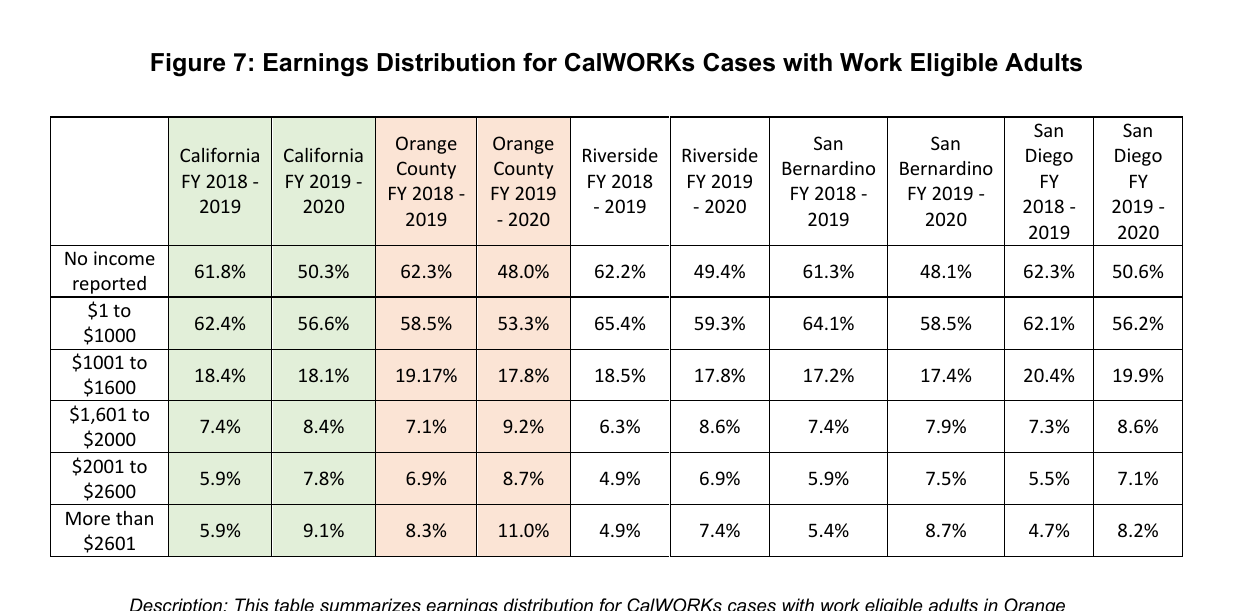 Figure 7: Earnings Distribution for CalWORKs Cases with Work Eligible Adults
California FY 2018 - 2019 California FY 2019 - 2020 Orange County FY 2018 - 2019 Orange County FY 2019 - 2020 Riverside FY 2018 - 2019 Riverside FY 2019 - 2020 San Bernardino FY 2018 - 2019 San Bernardino FY 2019 - 2020 San Diego FY 2018 - 2019 San Diego FY 2019 - 2020
No income reported 61.8% 50.3% 62.3% 48.0% 62.2% 49.4% 61.3% 48.1% 62.3% 50.6%
$1 to $1000 62.4% 56.6% 58.5% 53.3% 65.4% 59.3% 64.1% 58.5% 62.1% 56.2%
$1001 to $1600 18.4% 18.1% 19.17% 17.8% 18.5% 17.8% 17.2% 17.4% 20.4% 19.9%
$1,601 to $2000 7.4% 8.4% 7.1% 9.2% 6.3% 8.6% 7.4% 7.9% 7.3% 8.6%
$2001 to $2600 5.9% 7.8% 6.9% 8.7% 4.9% 6.9% 5.9% 7.5% 5.5% 7.1%
More than $2601 5.9% 9.1% 8.3% 11.0% 4.9% 7.4% 5.4% 8.7% 4.7% 8.2%
Description: This table summarizes earnings distribution for CalWORKs cases with work eligible adults in Orange